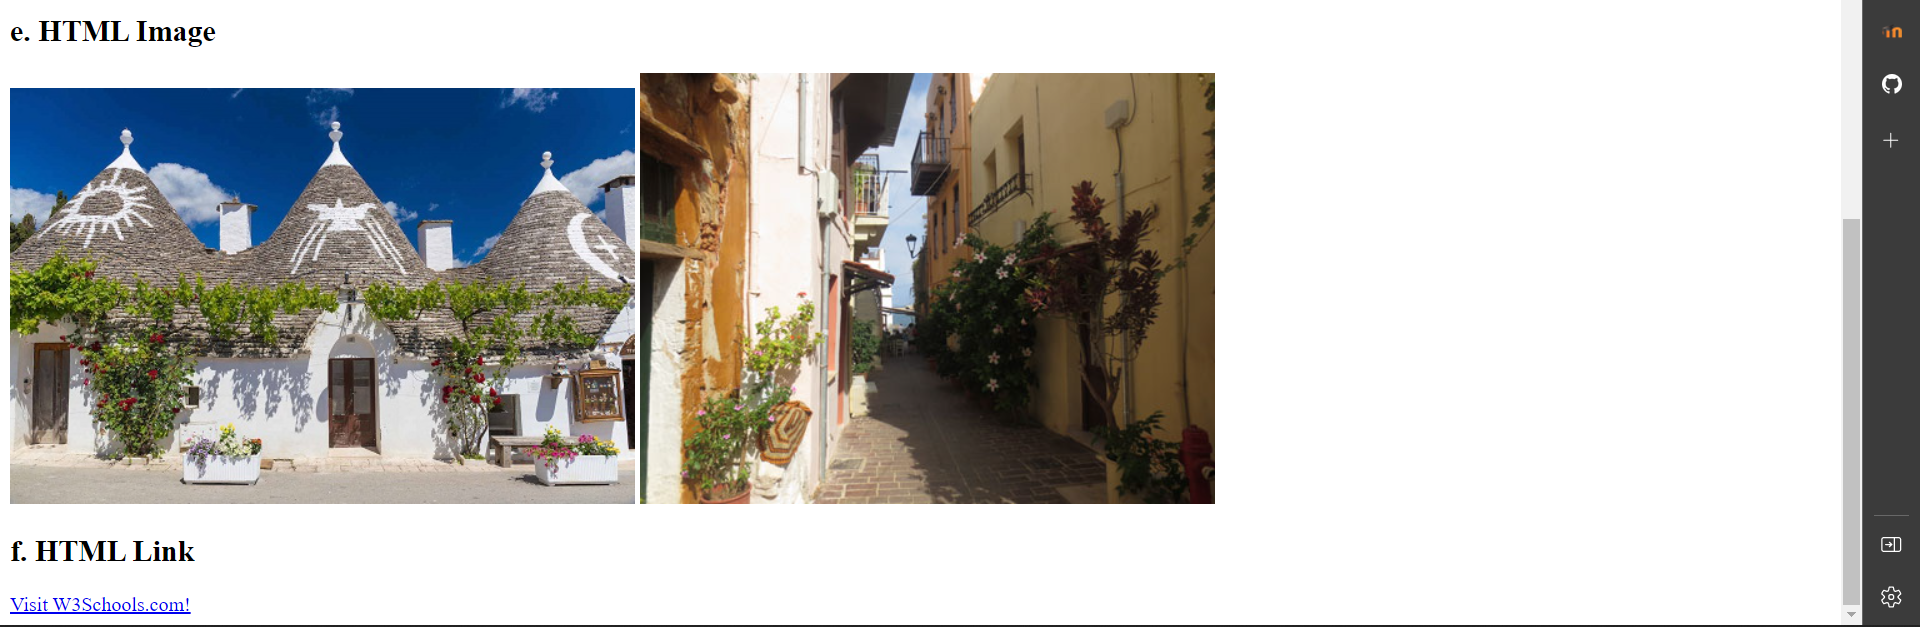 e. HTML Image
f. HTML Link
Visit W3Schools.com!